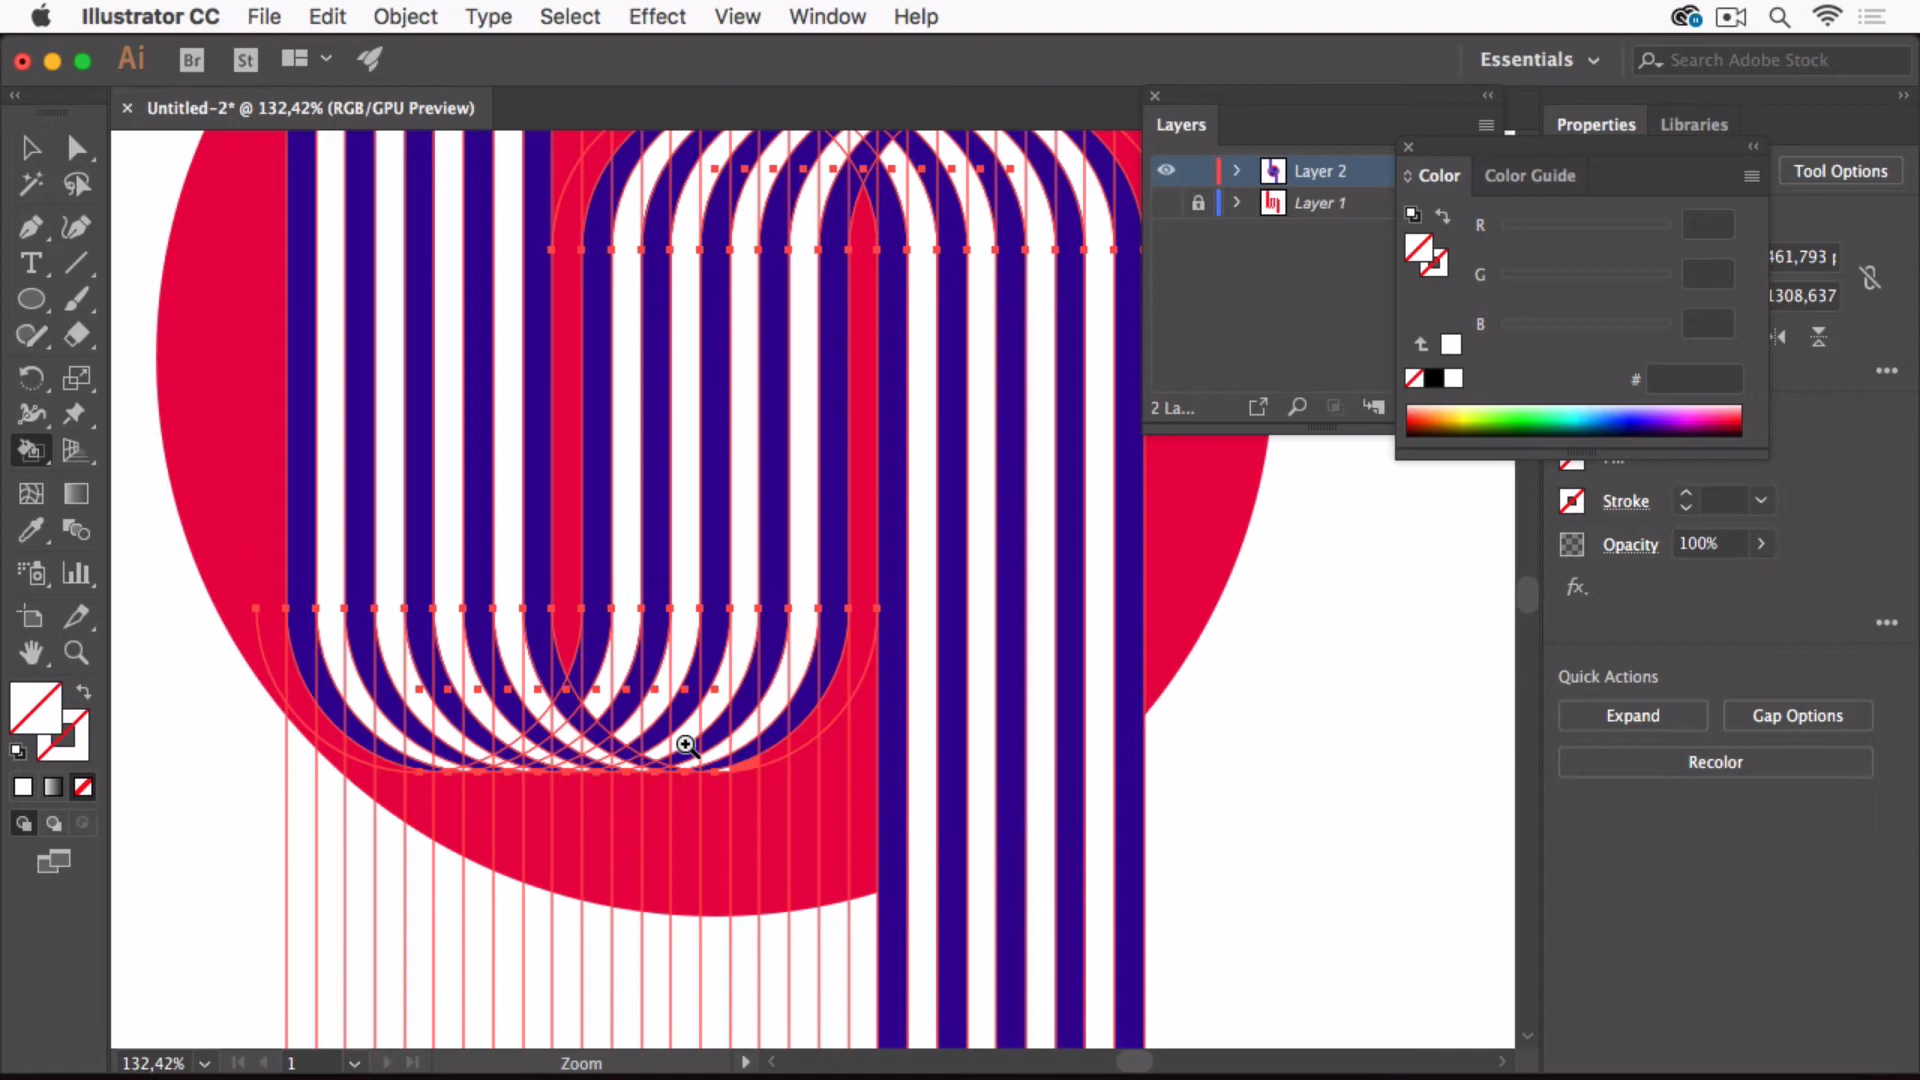 Illustrator CC File Edit Object Type Select Effect View Window Help
Ai Br St Essentials Search Adobe Stock
Untitled-2* @ 132,42% (RGB/GPU Preview)
Layers
Layer 2
Layer 1
2 La...
Color Color Guide
R
G
B
#
Properties Libraries
Tool Options
461,793
1308,637
Stroke
Opacity 100%
fx.
Quick Actions
Expand Gap Options
Recolor
132,42% 1 Zoom